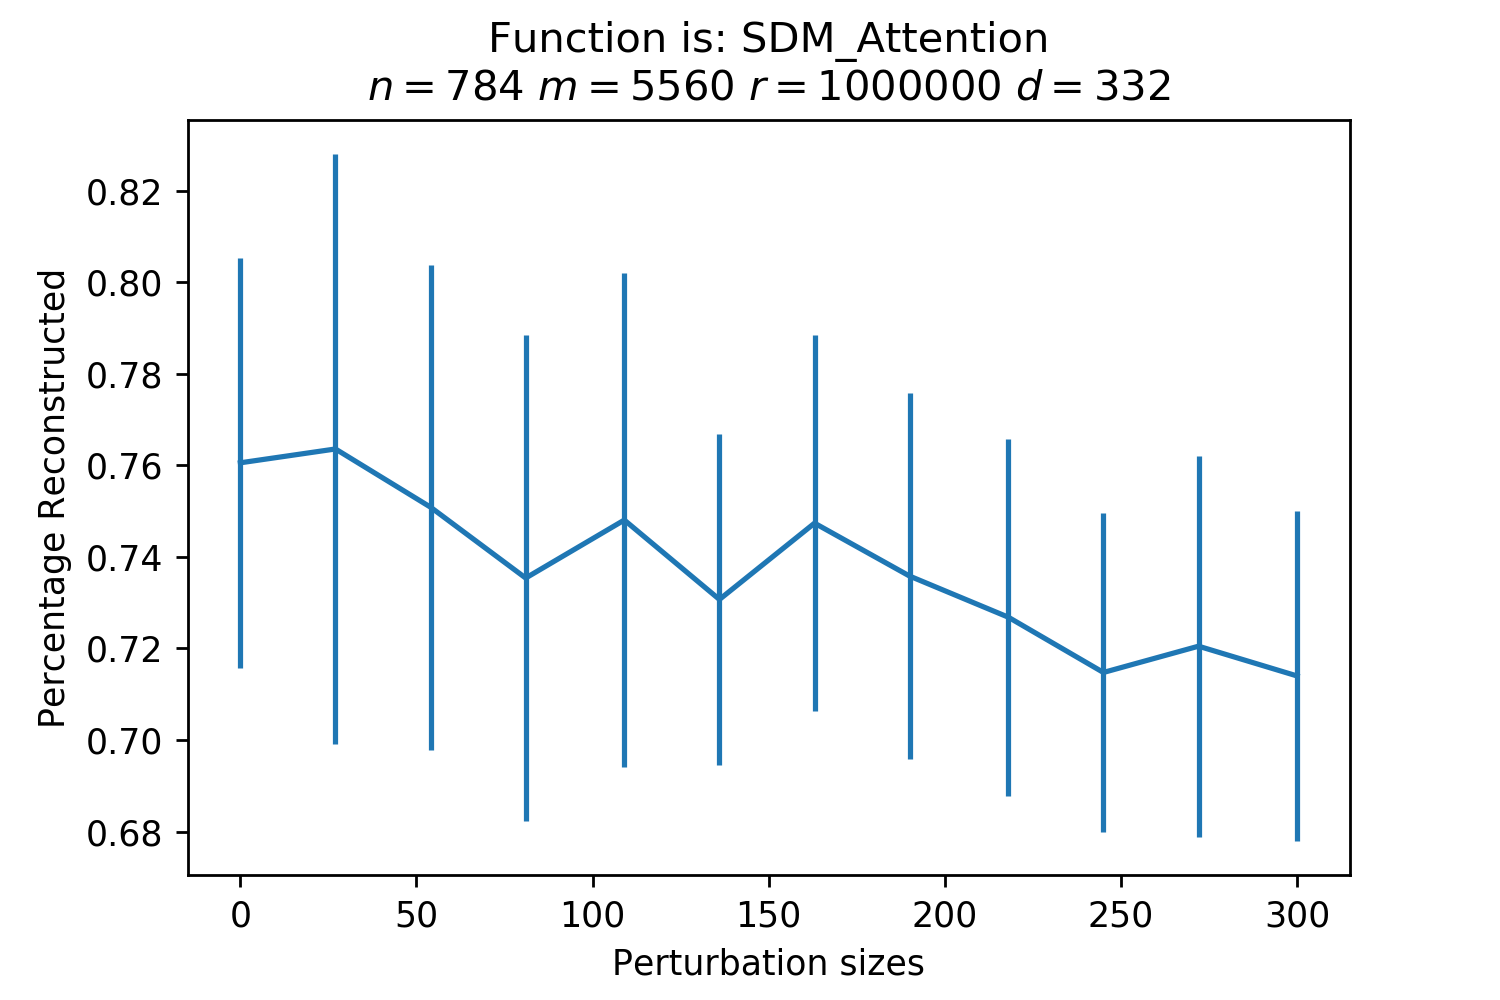 Function is: SDM_Attention
n = 784 m = 5560 r = 1000000 d = 332
Percentage Reconstructed
0.82
0.80
0.78
0.76
0.74
0.72
0.70
0.68
0 50 100 150 200 250 300
Perturbation sizes